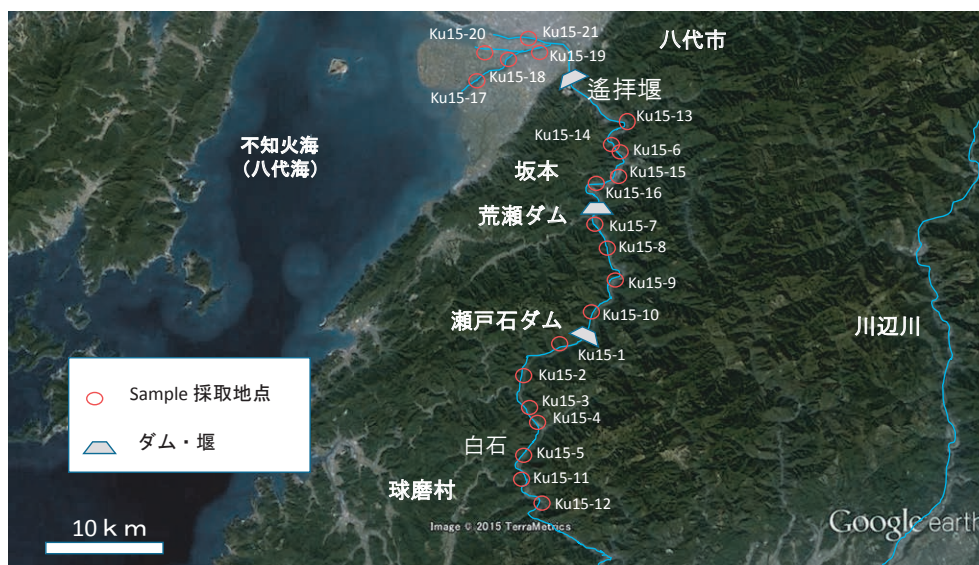 Ku15-20
Ku15-21
八代市
Ku15-19
Ku15-18
Ku15-17
遙拝堰
Ku15-13
Ku15-14
Ku15-6
不知火海
(八代海)
坂本
Ku15-15
Ku15-16
荒瀬ダム
Ku15-7
Ku15-8
Ku15-9
Ku15-10
瀬戸石ダム
川辺川
Ku15-1
Ku15-2
Sample 採取地点
Ku15-3
Ku15-4
ダム・堰
白石
Ku15-5
Ku15-11
球磨村
Ku15-12
10 k m
Image © 2015 TerraMetrics
Google earth